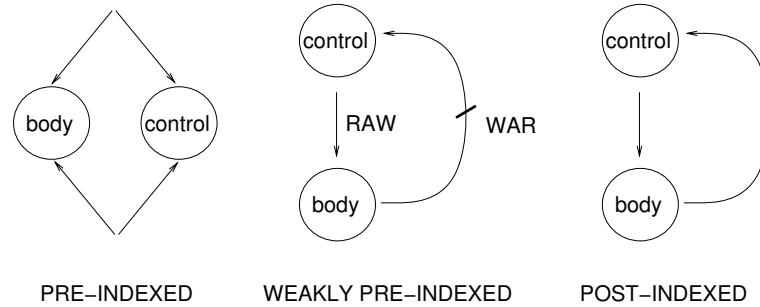 body
control
PRE−INDEXED
control
RAW
WAR
body
WEAKLY PRE−INDEXED
control
body
POST−INDEXED